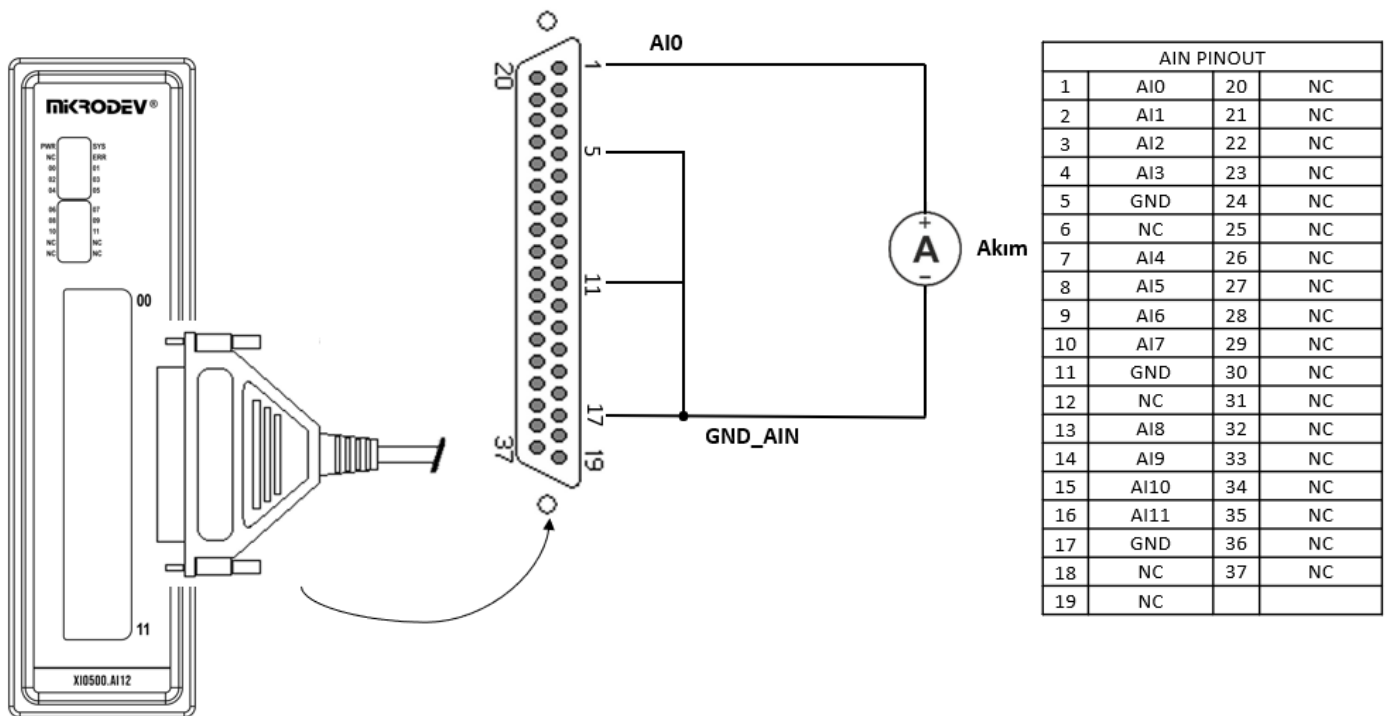 MIKRODEV®
PWR SYS
NC ERR
00 01
02 03
04 05
06 07
08 09
10 11
NC NC
NC NC
00
11
XIO500.AI12
20
1
5
11
17
37
19
AI0
A
+
−
Akım
GND_AIN
AIN PINOUT
1 AI0 20 NC
2 AI1 21 NC
3 AI2 22 NC
4 AI3 23 NC
5 GND 24 NC
6 NC 25 NC
7 AI4 26 NC
8 AI5 27 NC
9 AI6 28 NC
10 AI7 29 NC
11 GND 30 NC
12 NC 31 NC
13 AI8 32 NC
14 AI9 33 NC
15 AI10 34 NC
16 AI11 35 NC
17 GND 36 NC
18 NC 37 NC
19 NC